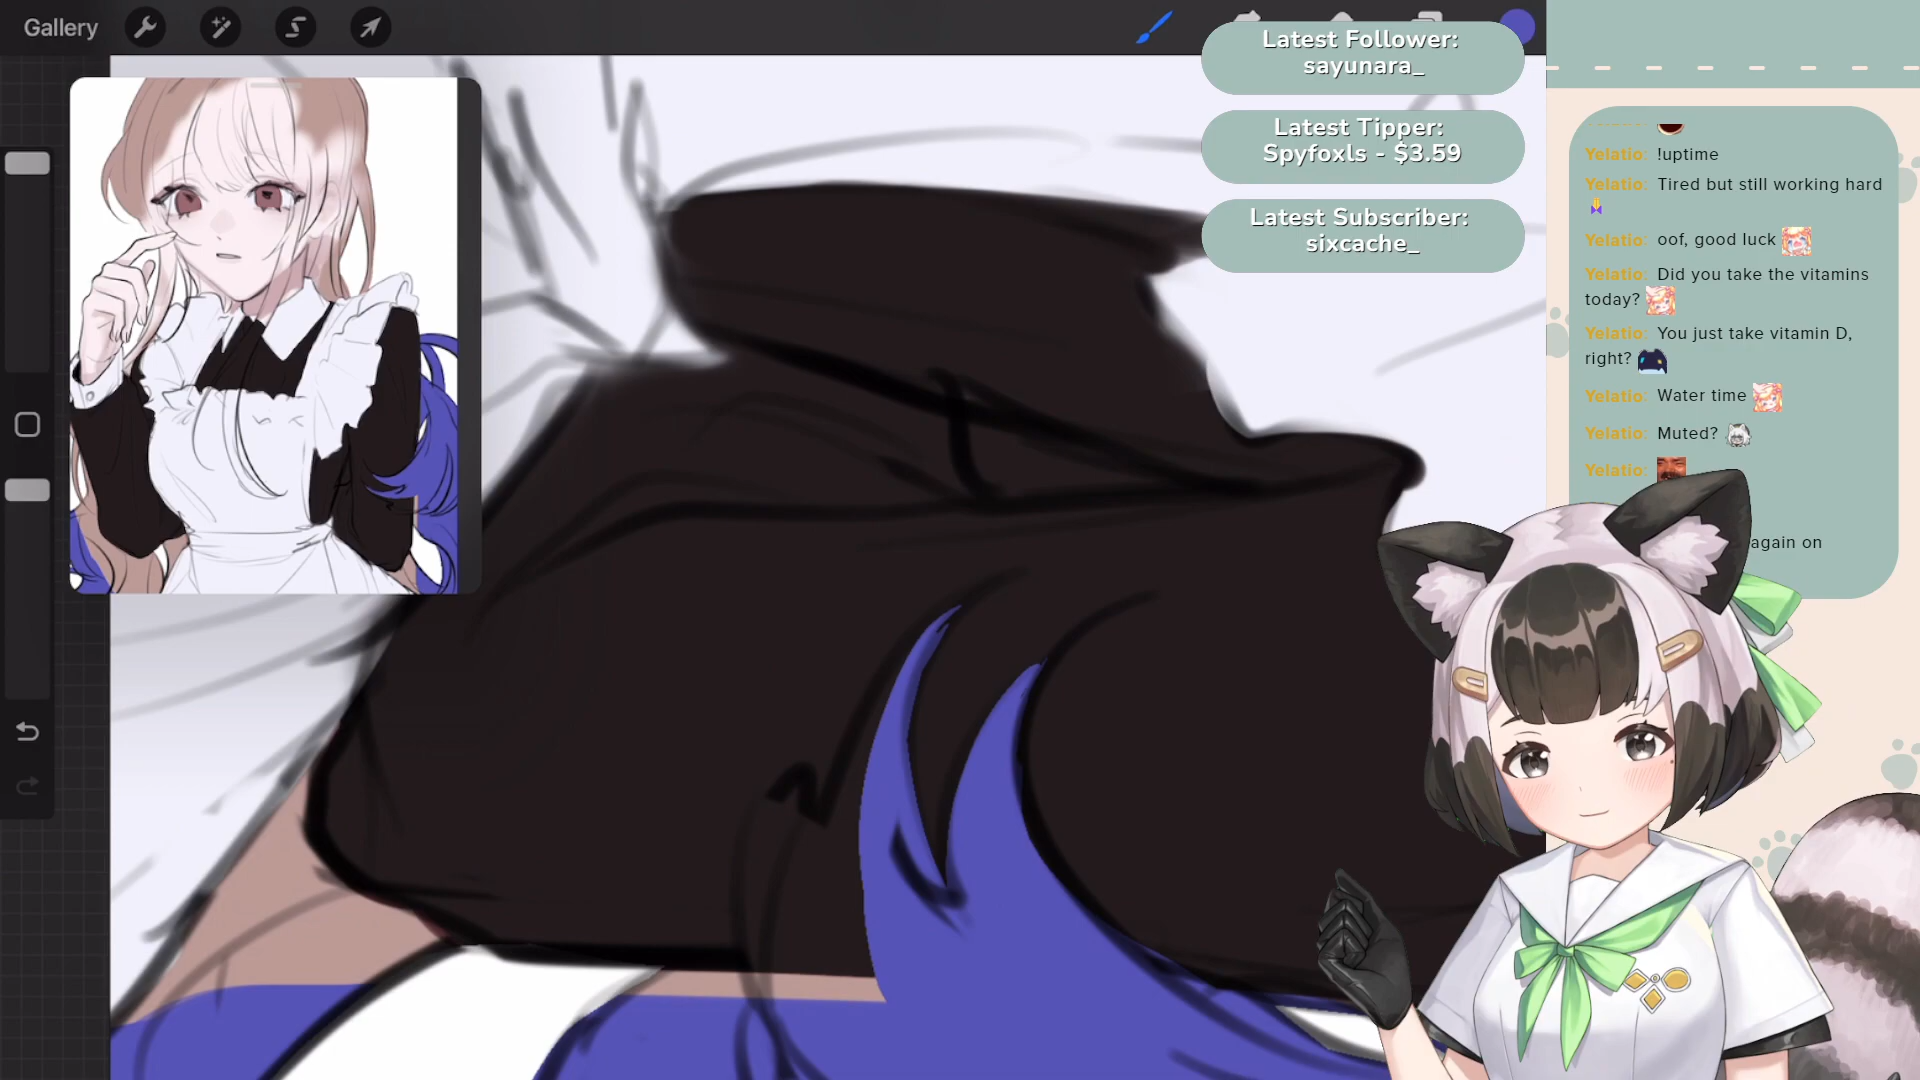 Gallery
Latest Follower:
sayunara_
Latest Tipper:
Spyfoxls - $3.59
Latest Subscriber:
sixcache_
Yelatio: !uptime
Yelatio: Tired but still working hard
Yelatio: oof, good luck
Yelatio: Did you take the vitamins
today?
Yelatio: You just take vitamin D,
right?
Yelatio: Water time
Yelatio: Muted?
Yelatio:
again on